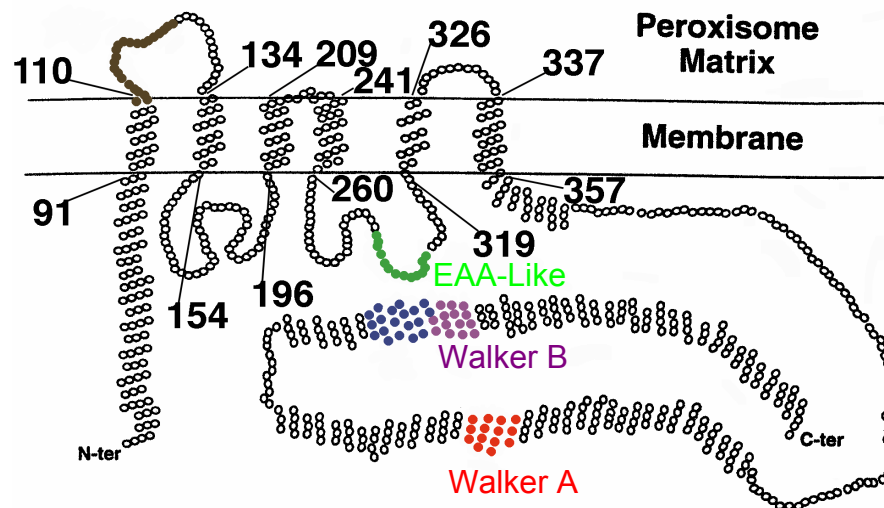 Peroxisome
Matrix
326
209
134
337
110
241
Membrane
91
260
357
319
EAA-Like
196
154
Walker B
C-ter
N-ter
Walker A